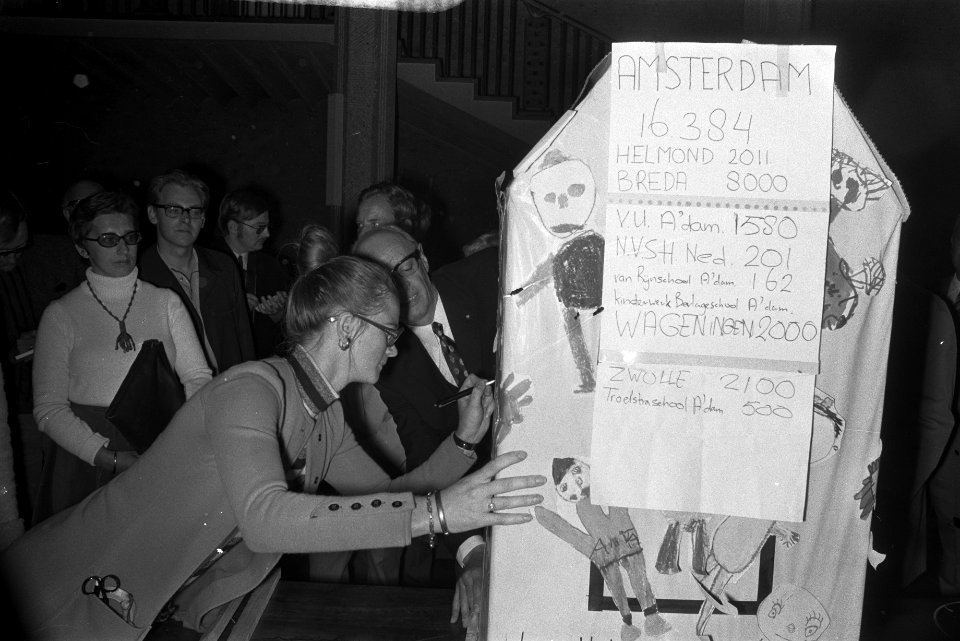 AMSTERDAM
16.384
HELMOND 2011
BREDA 8000
V.U. A'dam. 1580
N.V.S.H Ned. 201
van Rijnschool A'dam. 162
kinderwerk Berlageschool A'dam.
WAGENINGEN 2000
ZWOLLE 2100
Troelstraschool A'dam 500